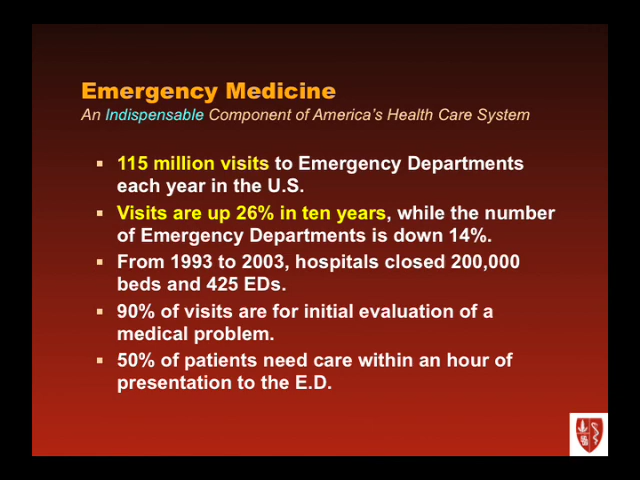 Emergency Medicine
An Indispensable Component of America's Health Care System
▪ 115 million visits to Emergency Departments
each year in the U.S.
▪ Visits are up 26% in ten years, while the number
of Emergency Departments is down 14%.
▪ From 1993 to 2003, hospitals closed 200,000
beds and 425 EDs.
▪ 90% of visits are for initial evaluation of a
medical problem.
▪ 50% of patients need care within an hour of
presentation to the E.D.